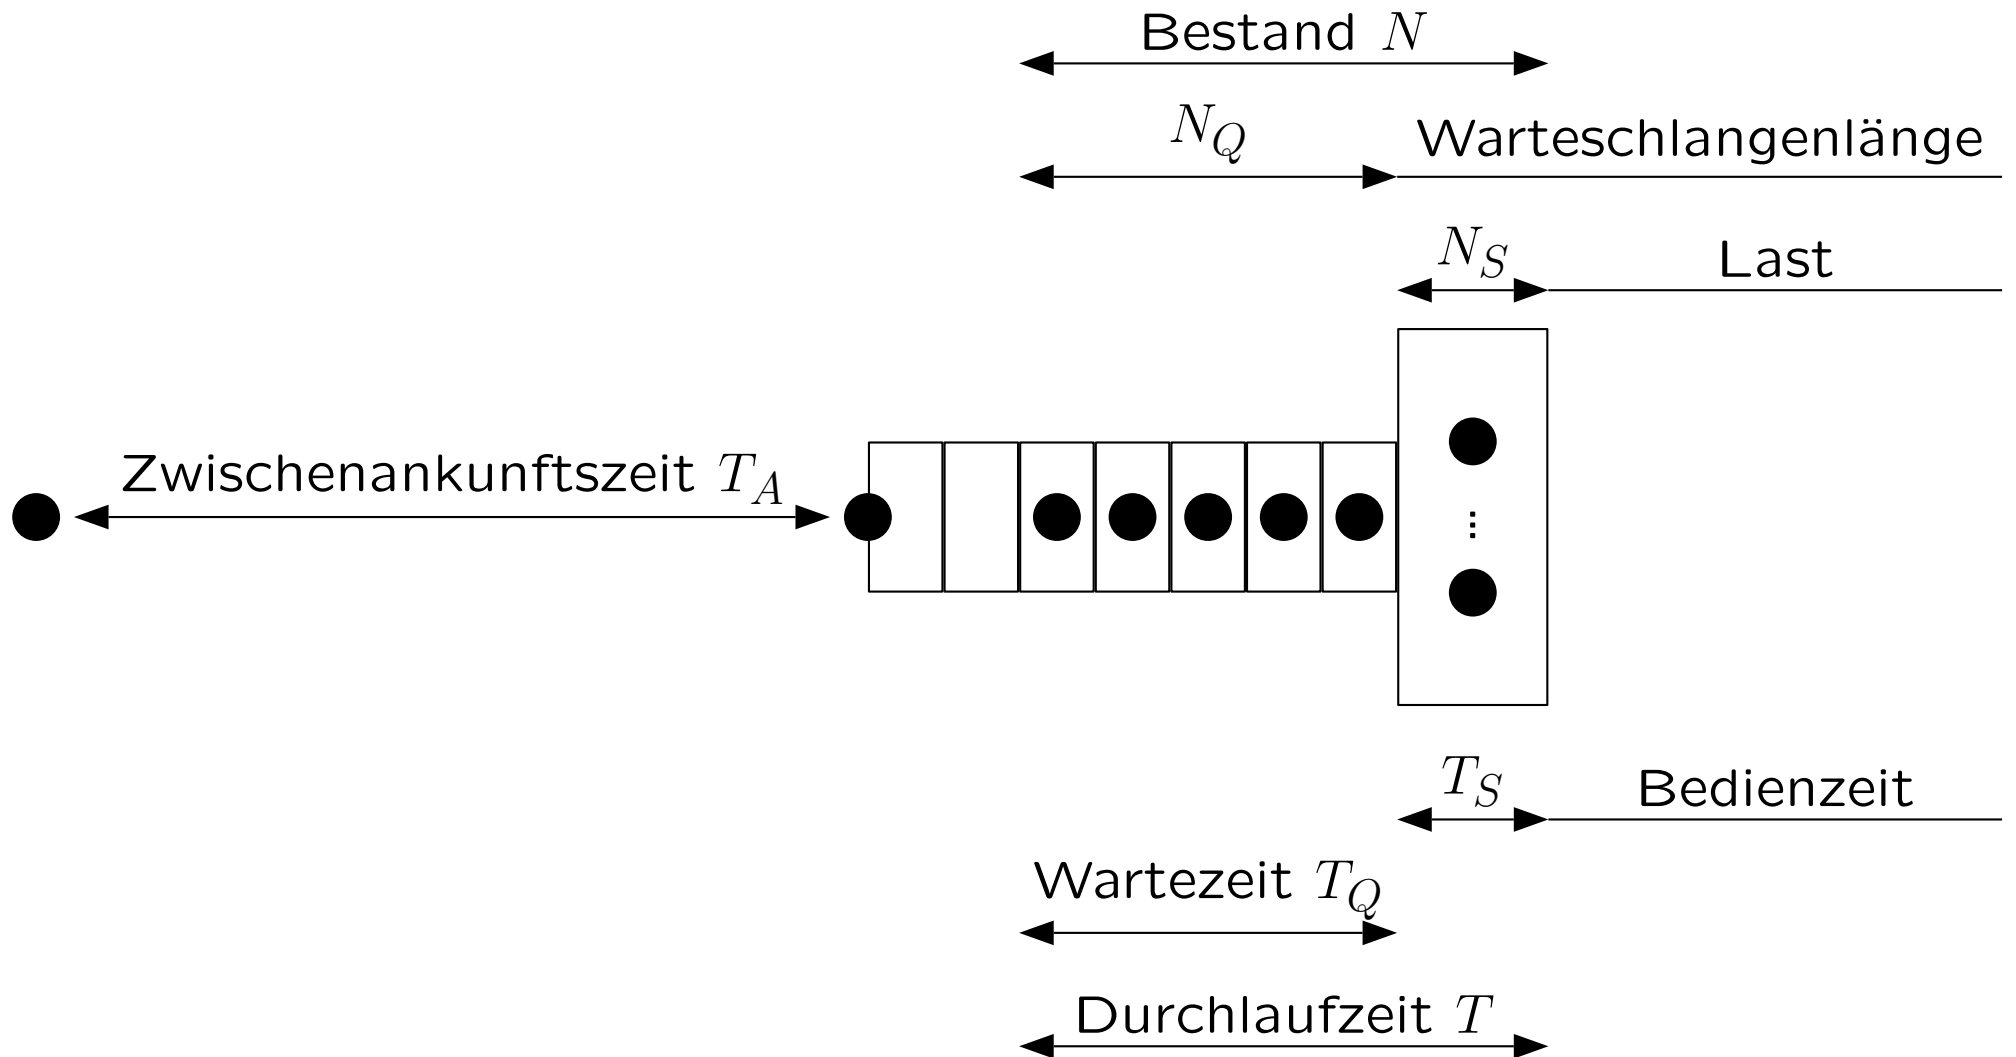 Bestand N
N_Q
Warteschlangenlänge
N_S
Last
Zwischenankunftszeit T_A
⋮
T_S
Bedienzeit
Wartezeit T_Q
Durchlaufzeit T